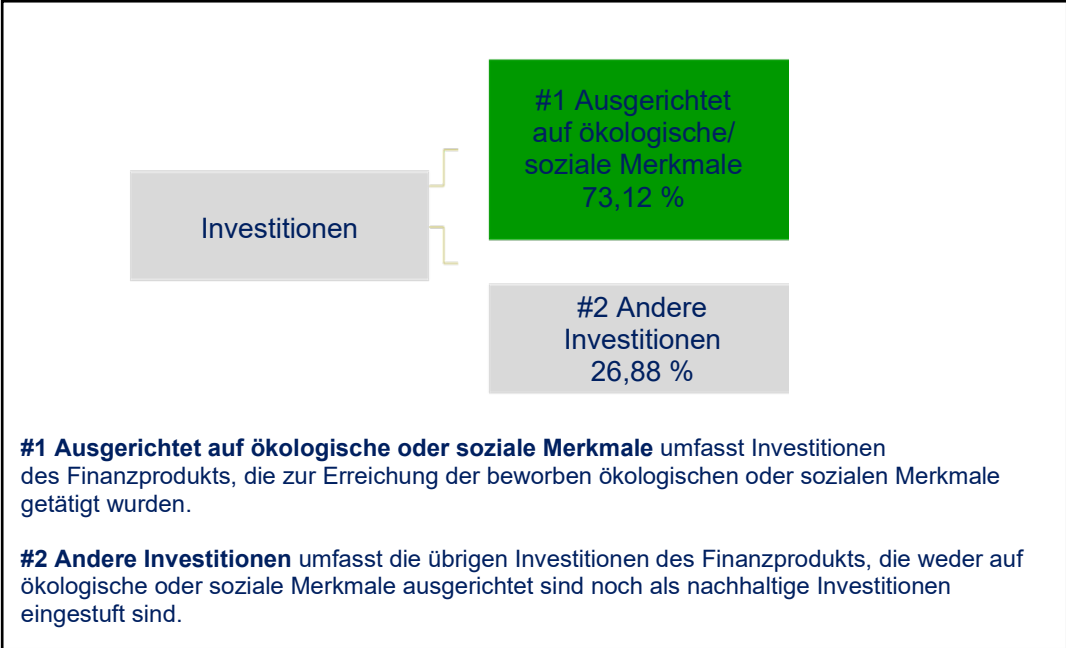 #1 Ausgerichtet
auf ökologische/
soziale Merkmale
73,12 %
Investitionen
#2 Andere
Investitionen
26,88 %
#1 Ausgerichtet auf ökologische oder soziale Merkmale umfasst Investitionen
des Finanzprodukts, die zur Erreichung der beworben ökologischen oder sozialen Merkmale
getätigt wurden.
#2 Andere Investitionen umfasst die übrigen Investitionen des Finanzprodukts, die weder auf
ökologische oder soziale Merkmale ausgerichtet sind noch als nachhaltige Investitionen
eingestuft sind.